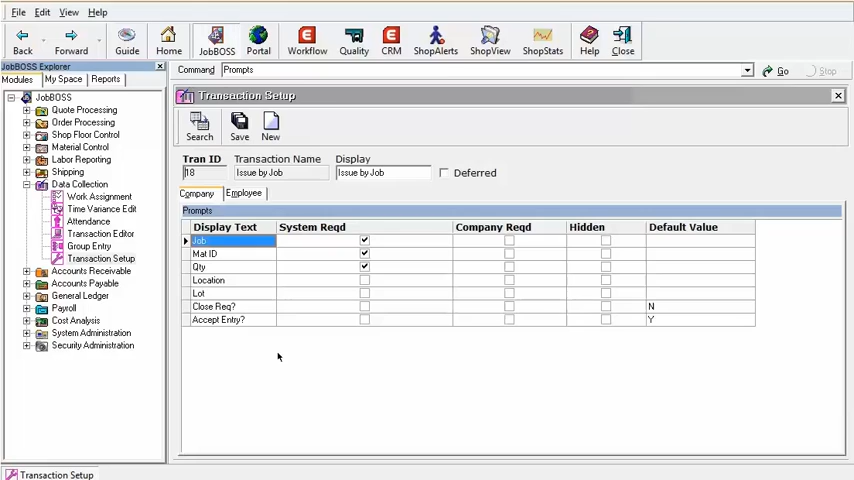 File Edit View Help
Back Forward Guide Home JobBOSS Portal Workflow Quality CRM ShopAlerts ShopView ShopStats Help Close
JobBOSS Explorer
Modules My Space Reports
JobBOSS
Quote Processing
Order Processing
Shop Floor Control
Material Control
Labor Reporting
Shipping
Data Collection
Work Assignment
Time Variance Edit
Attendance
Transaction Editor
Group Entry
Transaction Setup
Accounts Receivable
Accounts Payable
General Ledger
Payroll
Cost Analysis
System Administration
Security Administration
Command Prompts Go Stop
Transaction Setup
Search Save New
Tran ID Transaction Name Display
18 Issue by Job Issue by Job Deferred
Company Employee
Prompts
Display Text System Reqd Company Reqd Hidden Default Value
Job
Mat ID
Qty
Location
Lot
Close Req? N
Accept Entry? Y
Transaction Setup